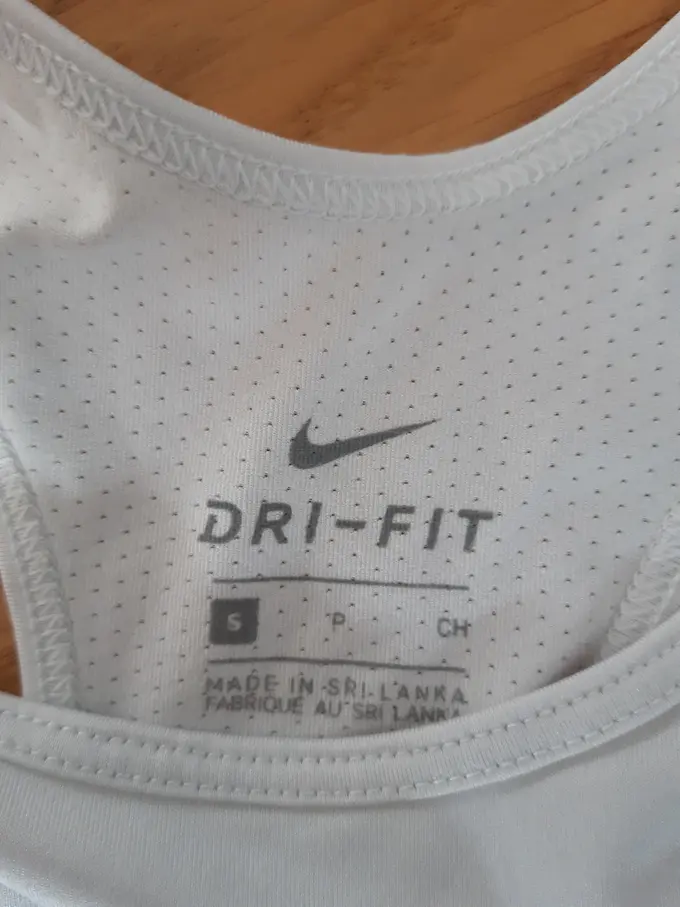 DRI-FIT
S P CH
MADE IN SRI LANKA
FABRIQUÉ AU SRI LANKA